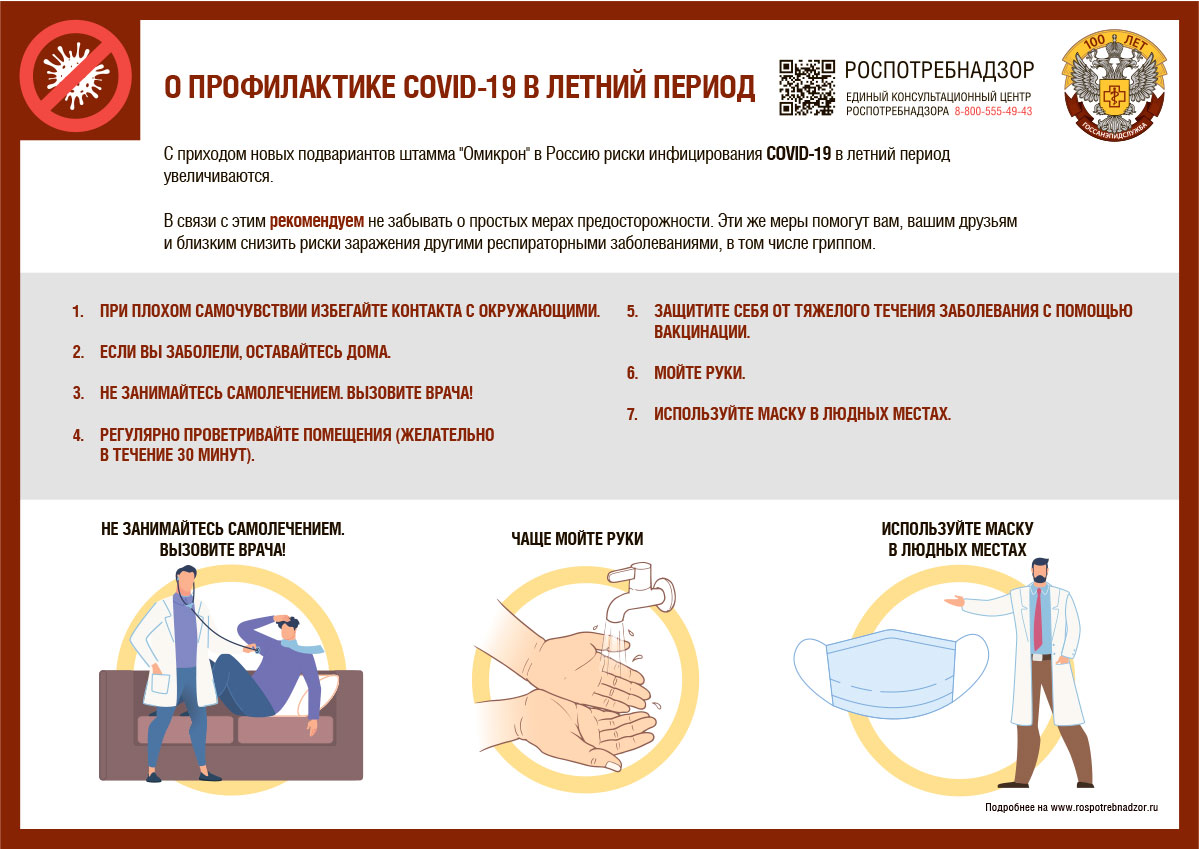 О ПРОФИЛАКТИКЕ COVID-19 В ЛЕТНИЙ ПЕРИОД
РОСПОТРЕБНАДЗОР
ЕДИНЫЙ КОНСУЛЬТАЦИОННЫЙ ЦЕНТР
РОСПОТРЕБНАДЗОРА 8-800-555-49-43
100 ЛЕТ
ГОССАНЭПИДСЛУЖБА
С приходом новых подвариантов штамма "Омикрон" в Россию риски инфицирования COVID-19 в летний период
увеличиваются.
В связи с этим рекомендуем не забывать о простых мерах предосторожности. Эти же меры помогут вам, вашим друзьям
и близким снизить риски заражения другими респираторными заболеваниями, в том числе гриппом.
1. ПРИ ПЛОХОМ САМОЧУВСТВИИ ИЗБЕГАЙТЕ КОНТАКТА С ОКРУЖАЮЩИМИ.
2. ЕСЛИ ВЫ ЗАБОЛЕЛИ, ОСТАВАЙТЕСЬ ДОМА.
3. НЕ ЗАНИМАЙТЕСЬ САМОЛЕЧЕНИЕМ. ВЫЗОВИТЕ ВРАЧА!
4. РЕГУЛЯРНО ПРОВЕТРИВАЙТЕ ПОМЕЩЕНИЯ (ЖЕЛАТЕЛЬНО
В ТЕЧЕНИЕ 30 МИНУТ).
5. ЗАЩИТИТЕ СЕБЯ ОТ ТЯЖЕЛОГО ТЕЧЕНИЯ ЗАБОЛЕВАНИЯ С ПОМОЩЬЮ
ВАКЦИНАЦИИ.
6. МОЙТЕ РУКИ.
7. ИСПОЛЬЗУЙТЕ МАСКУ В ЛЮДНЫХ МЕСТАХ.
НЕ ЗАНИМАЙТЕСЬ САМОЛЕЧЕНИЕМ.
ВЫЗОВИТЕ ВРАЧА!
ЧАЩЕ МОЙТЕ РУКИ
ИСПОЛЬЗУЙТЕ МАСКУ
В ЛЮДНЫХ МЕСТАХ
Подробнее на www.rospotrebnadzor.ru